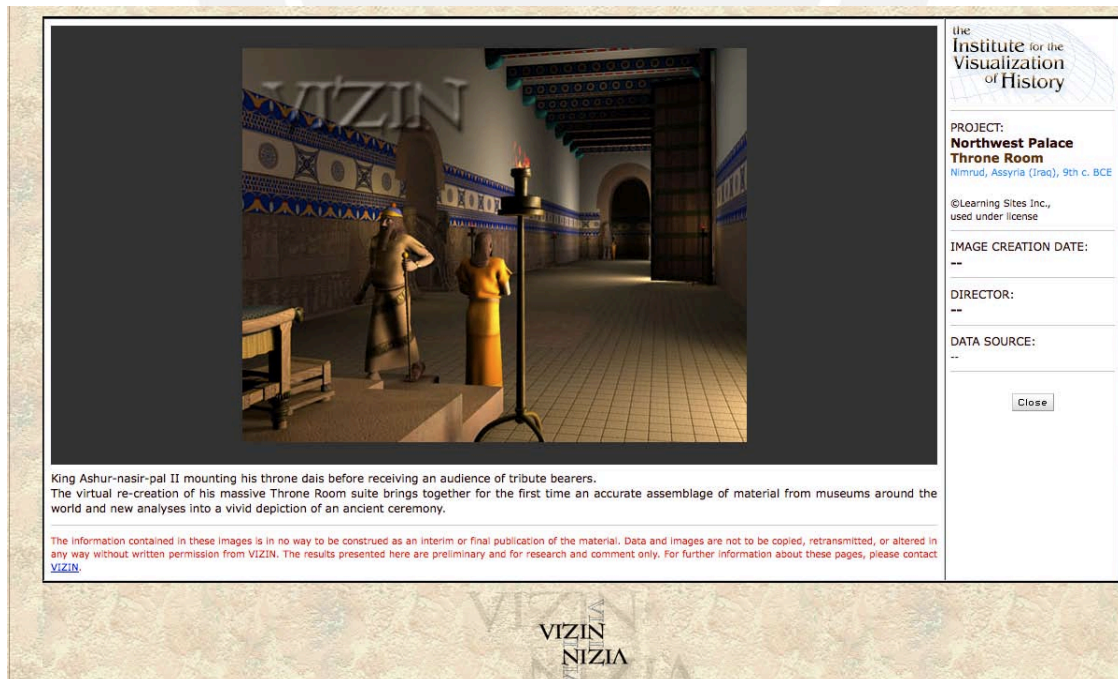 VIZIN
the
Institute for the
Visualization
of History
PROJECT:
Northwest Palace
Throne Room
Nimrud, Assyria (Iraq), 9th c. BCE
©Learning Sites Inc.,
used under license
IMAGE CREATION DATE:
--
DIRECTOR:
--
DATA SOURCE:
--
Close
King Ashur-nasir-pal II mounting his throne dais before receiving an audience of tribute bearers.
The virtual re-creation of his massive Throne Room suite brings together for the first time an accurate assemblage of material from museums around the
world and new analyses into a vivid depiction of an ancient ceremony.
The information contained in these images is in no way to be construed as an interim or final publication of the material. Data and images are not to be copied, retransmitted, or altered in
any way without written permission from VIZIN. The results presented here are preliminary and for research and comment only. For further information about these pages, please contact
VIZIN.
VIZIN
VIZIN
NIZIA